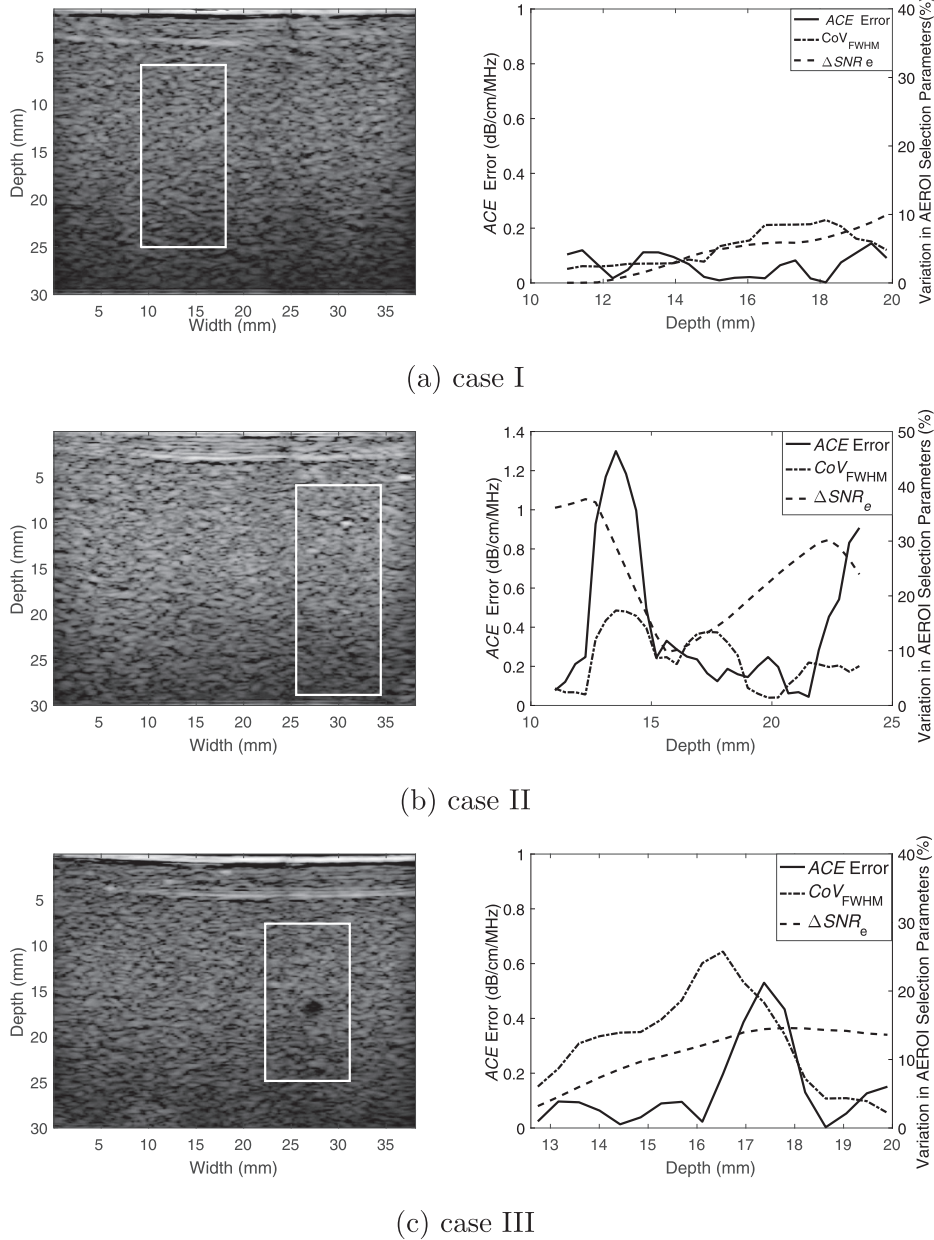 5
10
15
20
25
30
Depth (mm)
5 10 15 20 25 30 35
Width (mm)
1
0.8
0.6
0.4
0.2
0
ACE Error (dB/cm/MHz)
10 12 14 16 18 20
Depth (mm)
40
30
20
10
0
Variation in AEROI Selection Parameters(%)
ACE Error
CoV FWHM
ΔSNR e
(a) case I
5
10
15
20
25
30
Depth (mm)
5 10 15 20 25 30 35
Width (mm)
1.4
1.2
1
0.8
0.6
0.4
0.2
0
ACE Error (dB/cm/MHz)
10 15 20 25
Depth (mm)
50
40
30
20
10
0
Variation in AEROI Selection Parameters (%)
ACE Error
CoV FWHM
ΔSNR e
(b) case II
5
10
15
20
25
30
Depth (mm)
5 10 15 20 25 30 35
Width (mm)
1
0.8
0.6
0.4
0.2
0
ACE Error (dB/cm/MHz)
13 14 15 16 17 18 19 20
Depth (mm)
40
30
20
10
0
Variation in AEROI Selection Parameters (%)
ACE Error
CoV FWHM
ΔSNR e
(c) case III